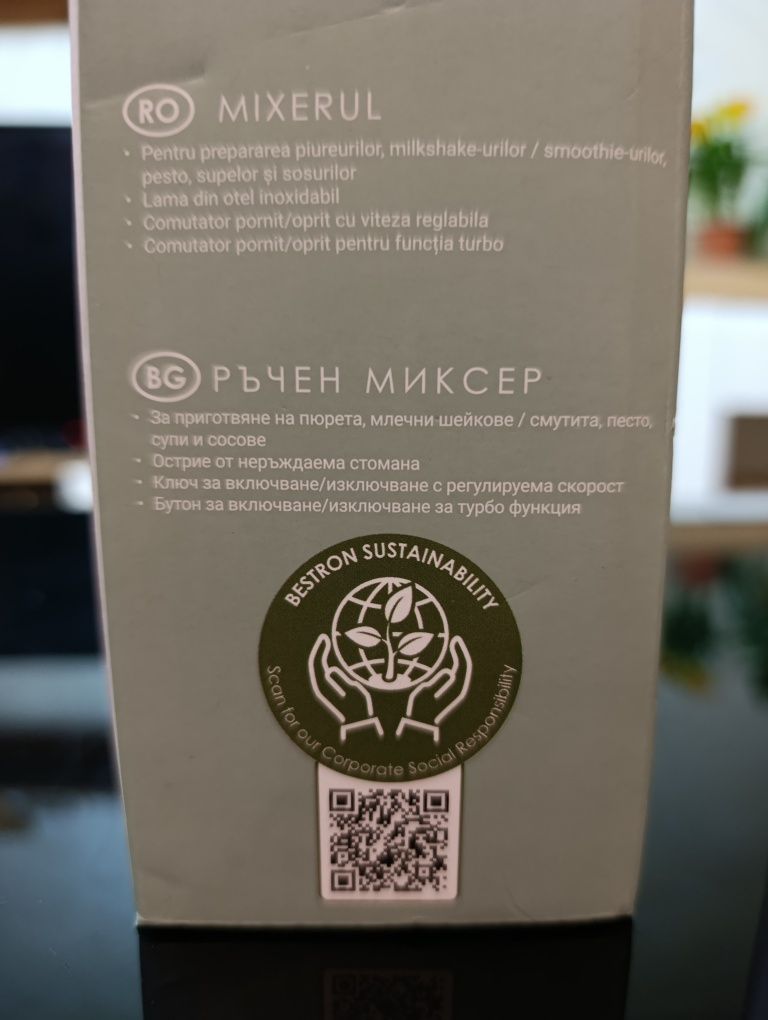 RO MIXERUL
• Pentru prepararea piureurilor, milkshake-urilor / smoothie-urilor,
pesto, supelor și sosurilor
• Lama din otel inoxidabil
• Comutator pornit/oprit cu viteza reglabila
• Comutator pornit/oprit pentru funcția turbo
BG РЪЧЕН МИКСЕР
• За приготвяне на пюрета, млечни шейкове / смутита, песто,
супи и сосове
• Острие от неръждаема стомана
• Ключ за включване/изключване с регулируема скорост
• Бутон за включване/изключване за турбо функция
BESTRON SUSTAINABILITY
Scan for our Corporate Social Responsibility